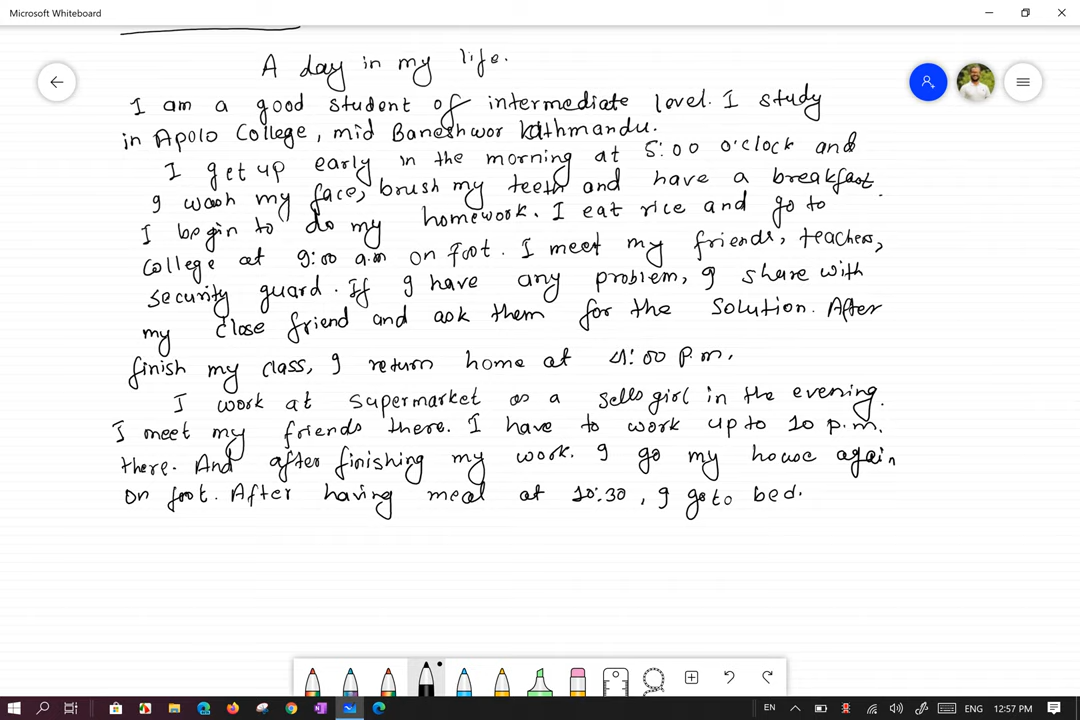 Microsoft Whiteboard
A day in my life.
I am a good student of intermediate level. I study
in Apolo College, mid Baneshwor Kathmandu.
I get up early in the morning at 5:00 o'clock and
I wash my face, brush my teeth and have a breakfast.
I begin to do my homework. I eat rice and go to
college at 9:00 a.m on foot. I meet my friends, teachers,
security guard. If I have any problem, I share with
my close friend and ask them for the solution. After
finish my class, I return home at 4:00 P.m.
I work at supermarket as a sells girl in the evening.
I meet my friends there. I have to work up to 10 p.m.
there. And after finishing my work. I go my house again
on foot. After having meal at 10:30, I go to bed.
EN
ENG
12:57 PM